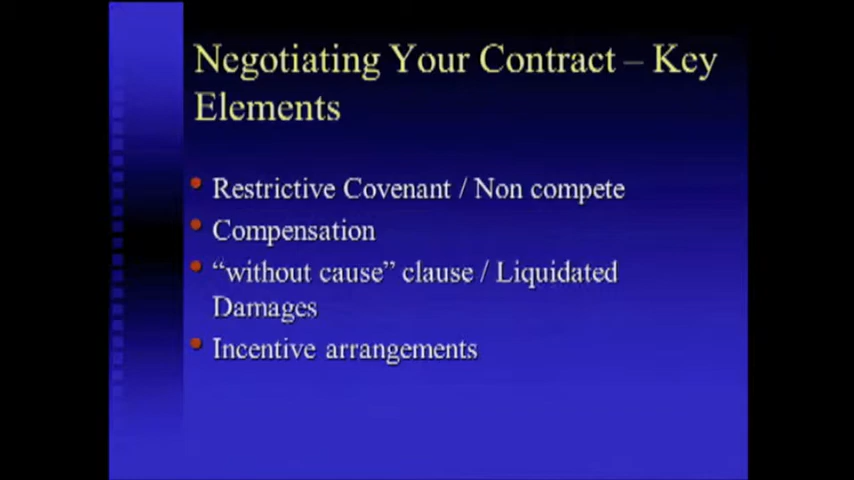 Negotiating Your Contract – Key
Elements
Restrictive Covenant / Non compete
Compensation
“without cause” clause / Liquidated
Damages
Incentive arrangements